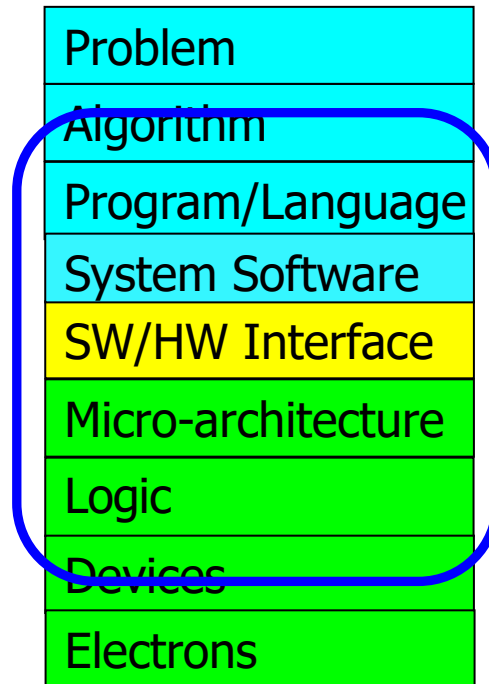 Problem
Algorithm
Program/Language
System Software
SW/HW Interface
Micro-architecture
Logic
Devices
Electrons